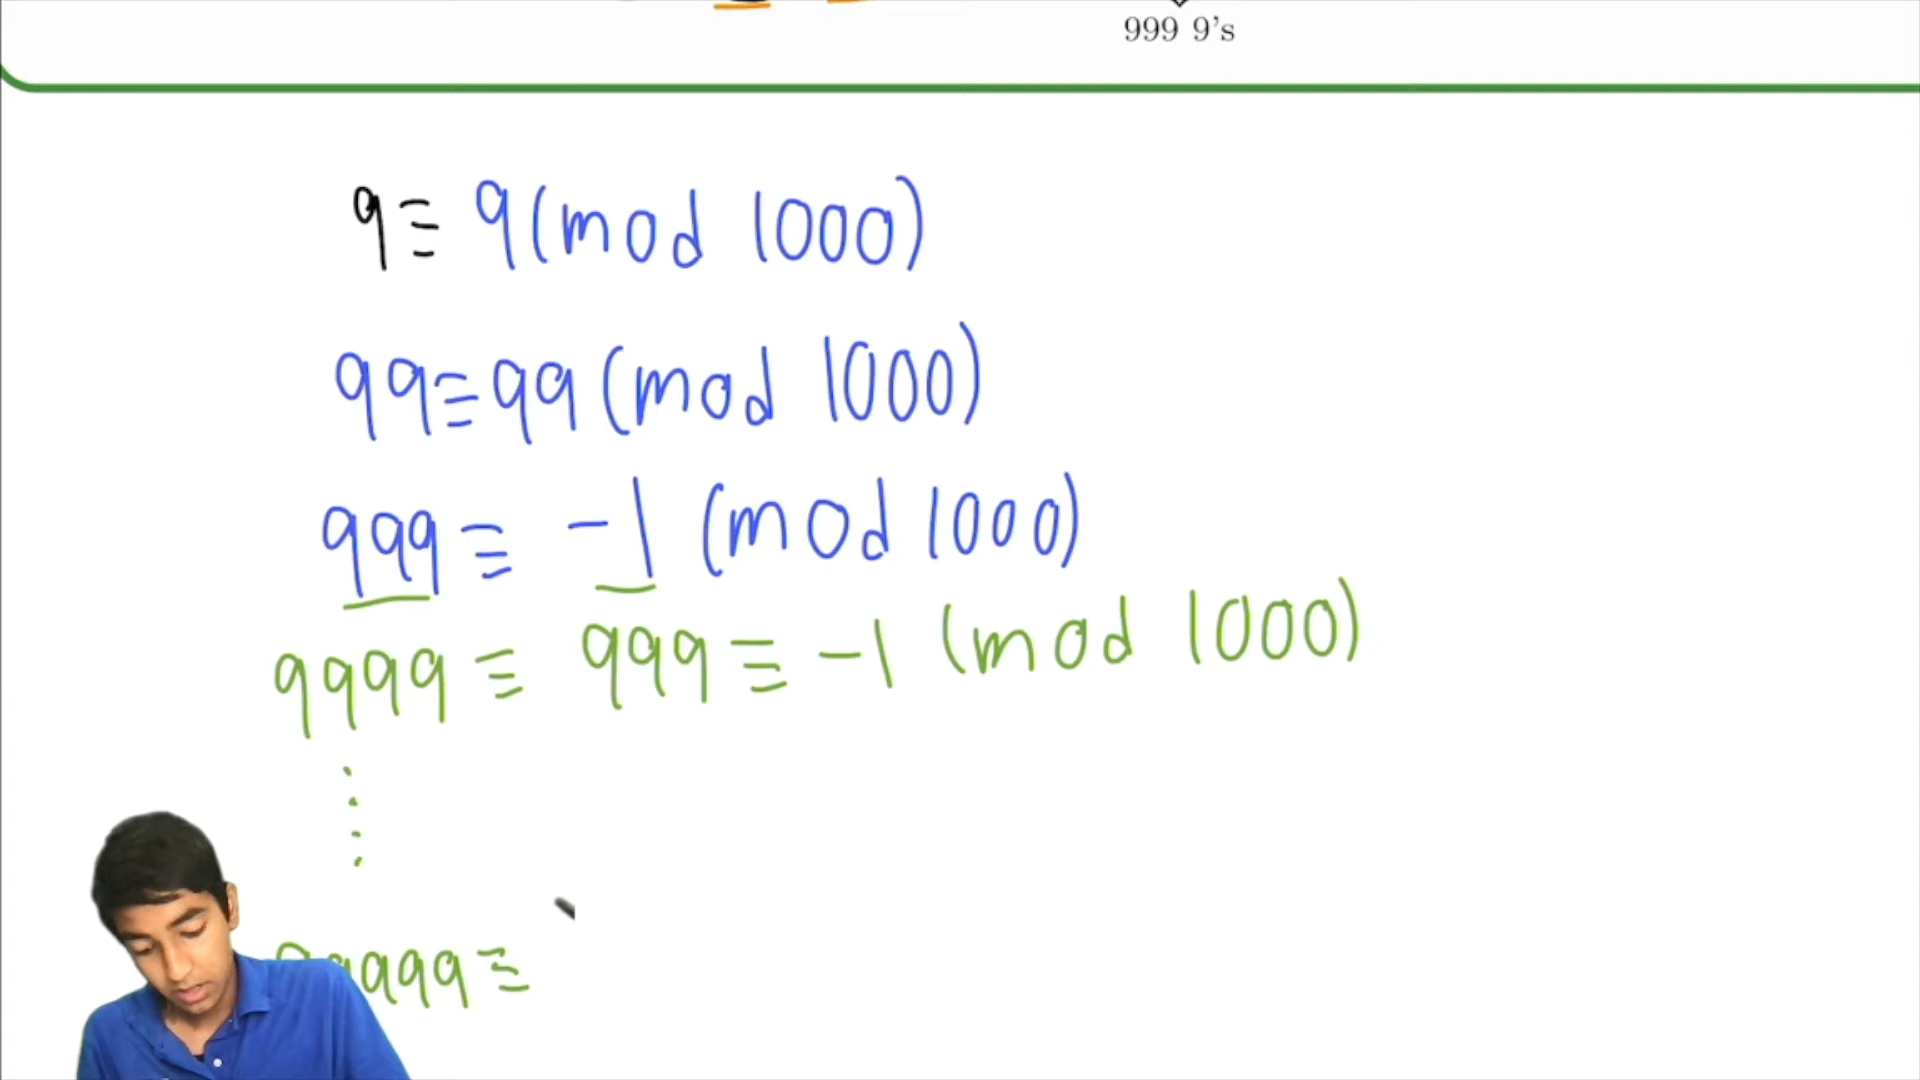 999 9's
9 ≡ 9 (mod 1000)
99 ≡ 99 (mod 1000)
999 ≡ -1 (mod 1000)
9999 ≡ 999 ≡ -1 (mod 1000)
99999 ≡